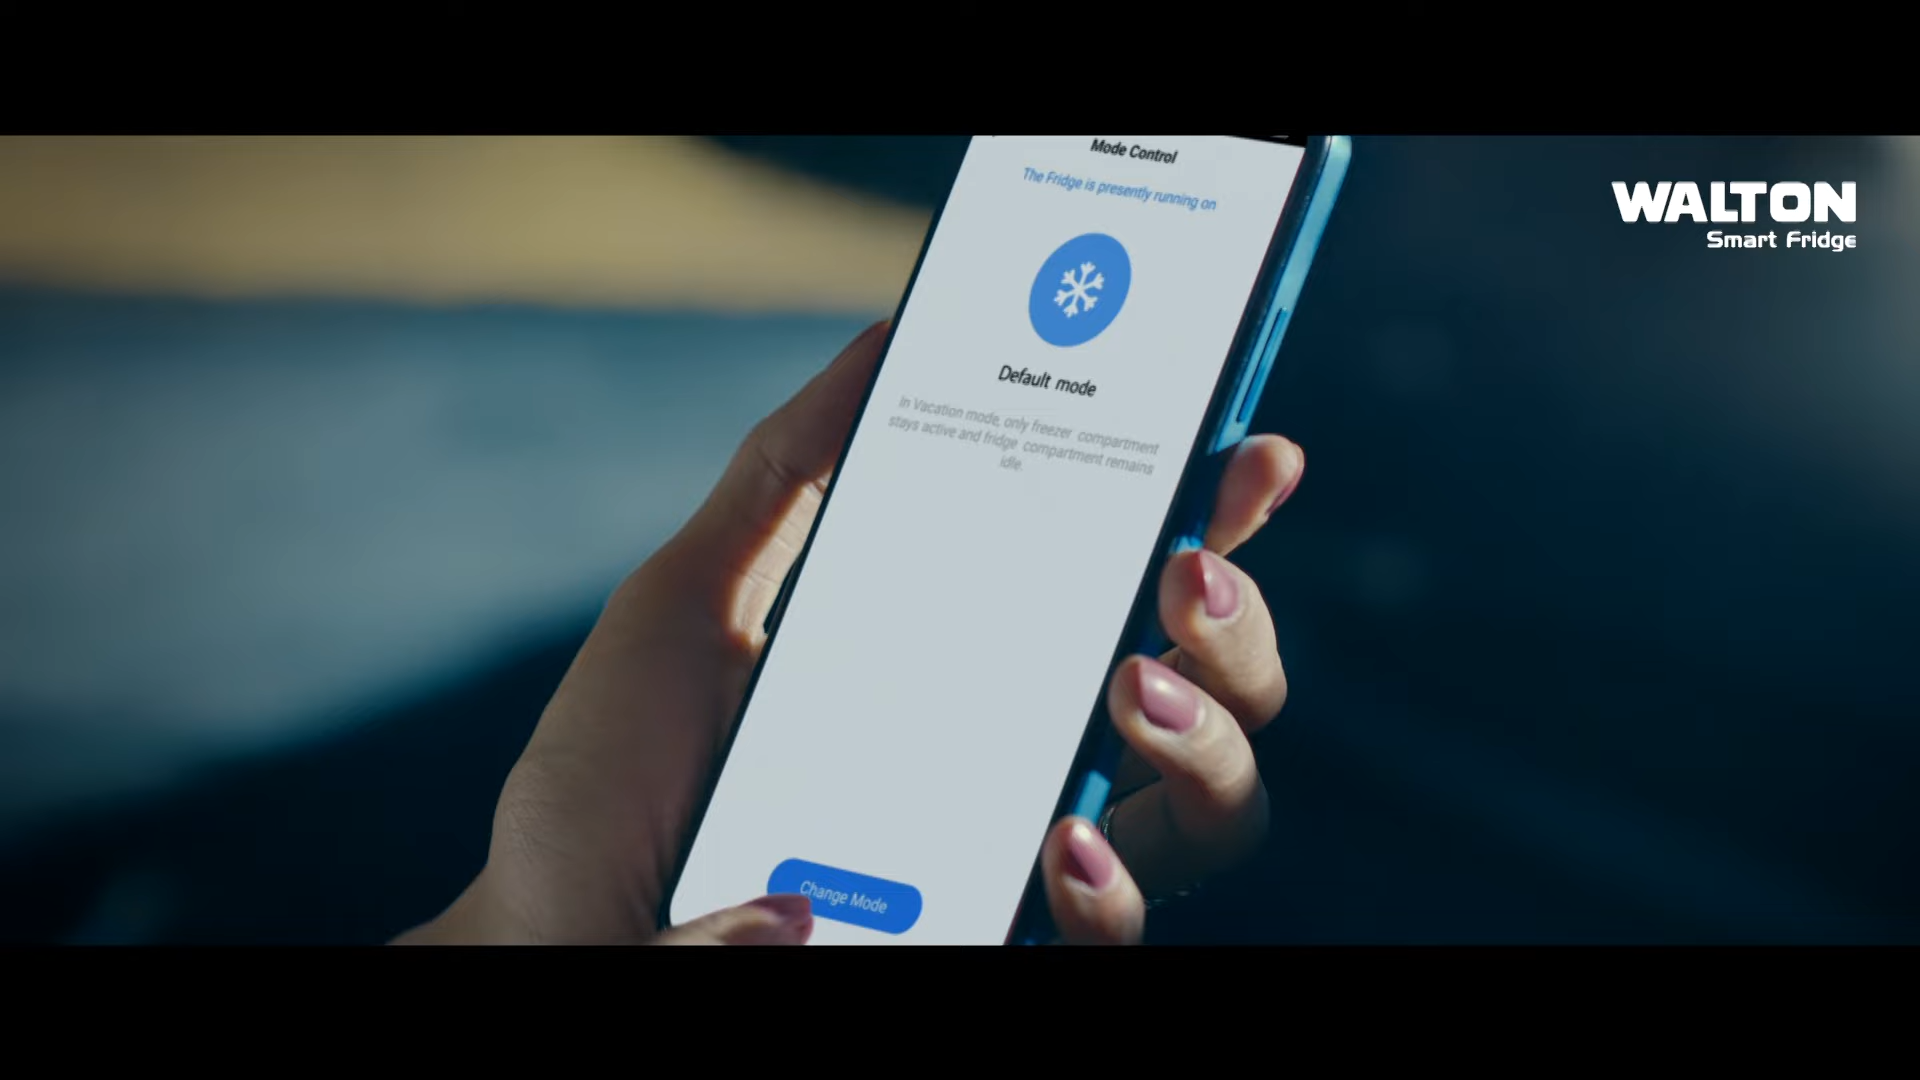 Mode Control
The Fridge is presently running on
WALTON
Smart Fridge
Default mode
In Vacation mode, only freezer compartment
stays active and fridge compartment remains
idle.
Change Mode